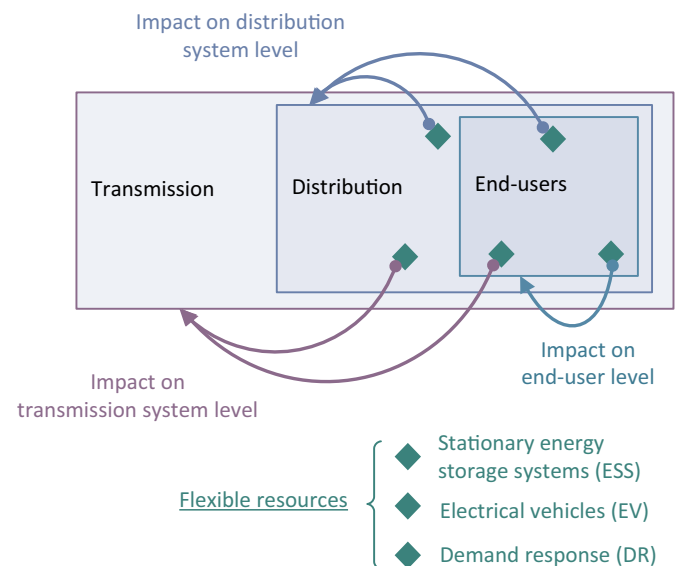 Impact on distribution
system level
Transmission
Distribution
End-users
Impact on
end-user level
Impact on
transmission system level
Flexible resources
Stationary energy
storage systems (ESS)
Electrical vehicles (EV)
Demand response (DR)